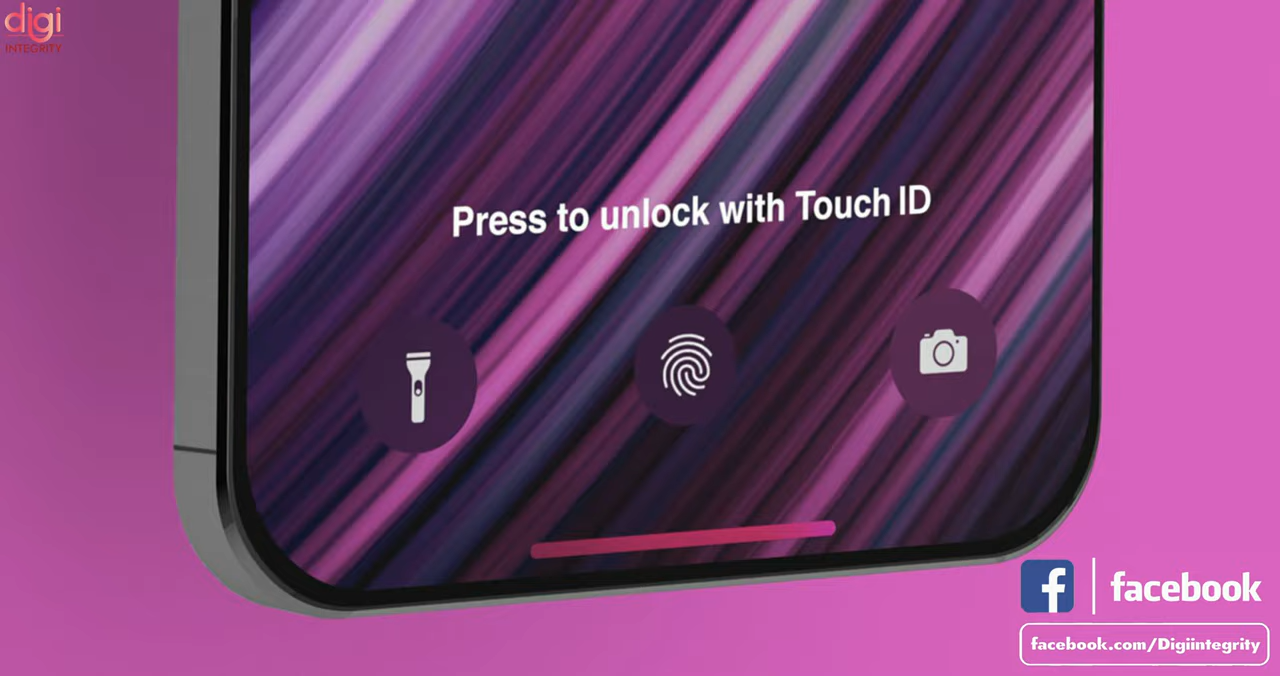 digi
INTEGRITY
Press to unlock with Touch ID
f facebook
facebook.com/Digiintegrity